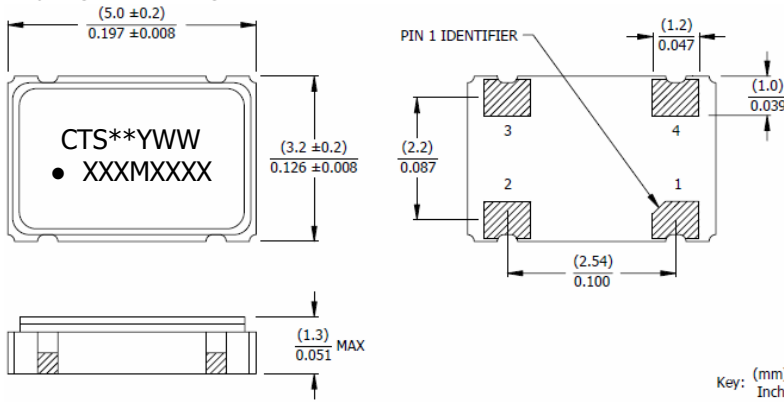 (5.0 ±0.2)
0.197 ±0.008
CTS**YWW
● XXXMXXXX
(3.2 ±0.2)
0.126 ±0.008
(1.3)
0.051 MAX
PIN 1 IDENTIFIER
(1.2)
0.047
(1.0)
0.039
3
4
(2.2)
0.087
2
1
(2.54)
0.100
Key: (mm)
Inch